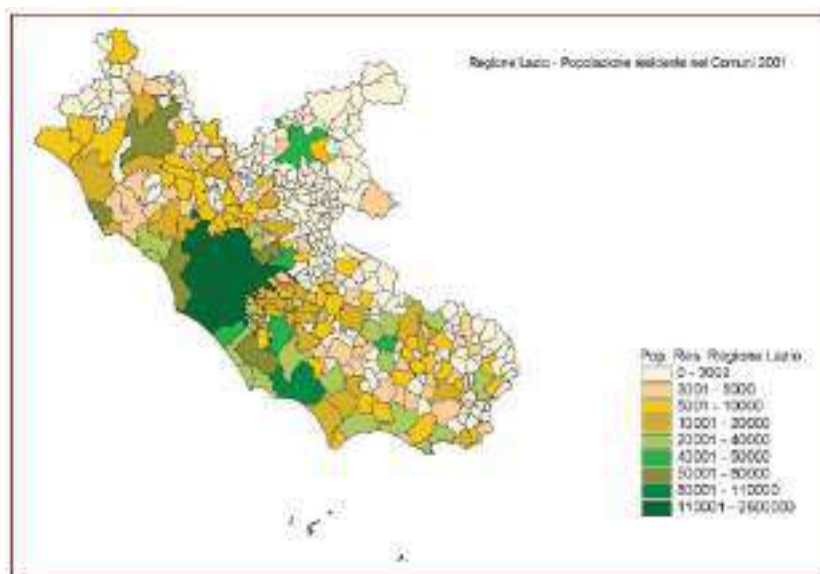 Regione Lazio - Popolazione residente nei Comuni 2001
Pop. Res. Regione Lazio
0 - 3000
3001 - 5000
5001 - 10000
10001 - 20000
20001 - 40000
40001 - 50000
50001 - 80000
80001 - 110000
110001 - 2600000